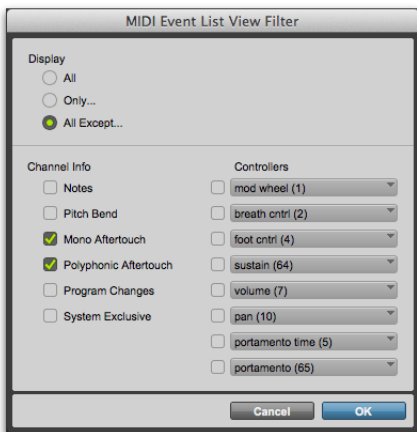 MIDI Event List View Filter
Display
All
Only...
All Except...
Channel Info
Controllers
Notes
mod wheel (1)
Pitch Bend
breath cntrl (2)
Mono Aftertouch
foot cntrl (4)
Polyphonic Aftertouch
sustain (64)
Program Changes
volume (7)
System Exclusive
pan (10)
portamento time (5)
portamento (65)
Cancel
OK